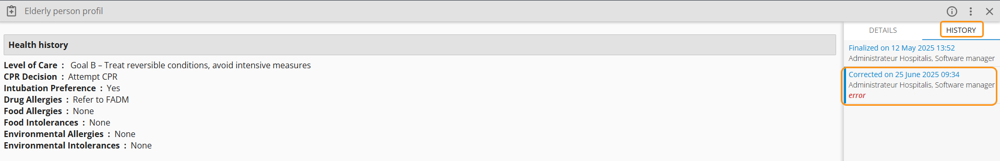 Elderly person profil
DETAILS
HISTORY
Health history
Level of Care : Goal B – Treat reversible conditions, avoid intensive measures
CPR Decision : Attempt CPR
Intubation Preference : Yes
Drug Allergies : Refer to FADM
Food Allergies : None
Food Intolerances : None
Environmental Allergies : None
Environmental Intolerances : None
Finalized on 12 May 2025 13:52
Administrateur Hospitalis, Software manager
Corrected on 25 June 2025 09:34
Administrateur Hospitalis, Software manager
error